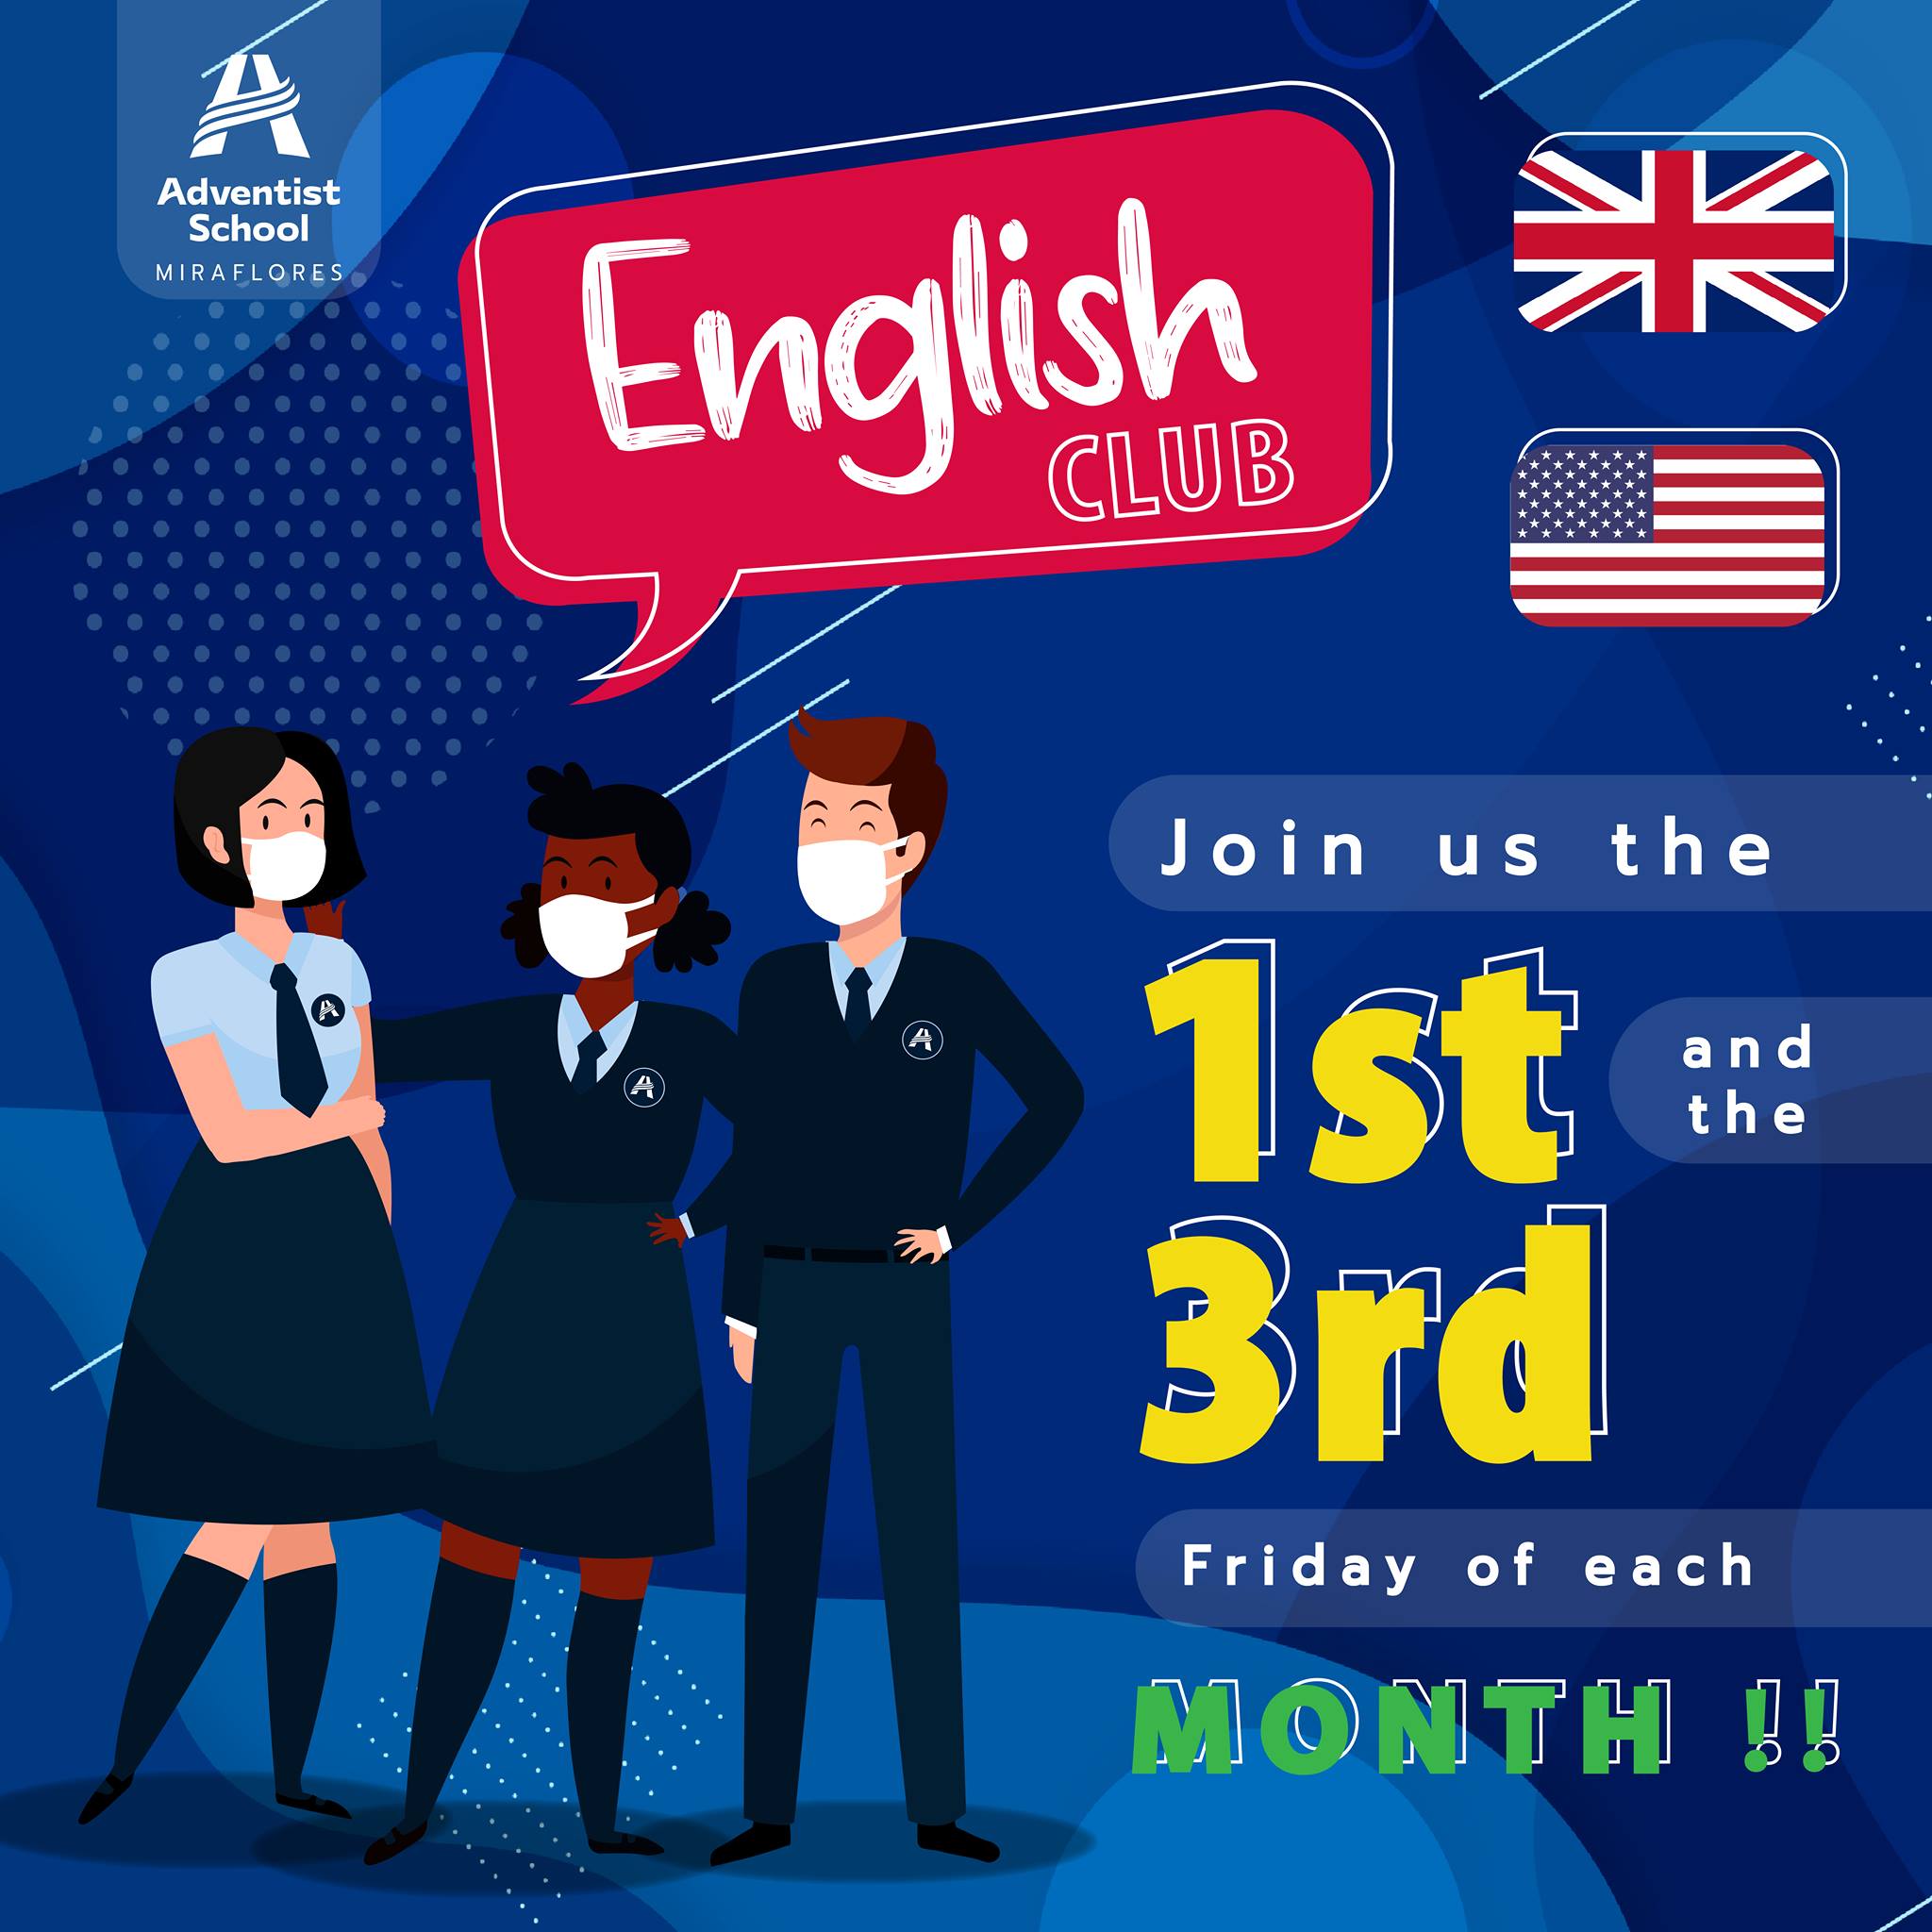 Adventist
School
MIRAFLORES
English
CLUB
Join us the
1st
and
the
3rd
Friday of each
MONTH !!